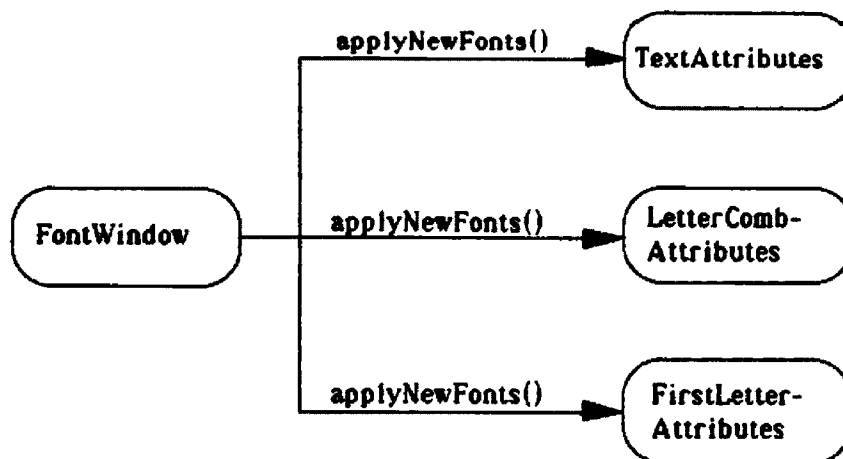 applyNewFonts()
TextAttributes
FontWindow
applyNewFonts()
LetterComb-
Attributes
applyNewFonts()
FirstLetter-
Attributes